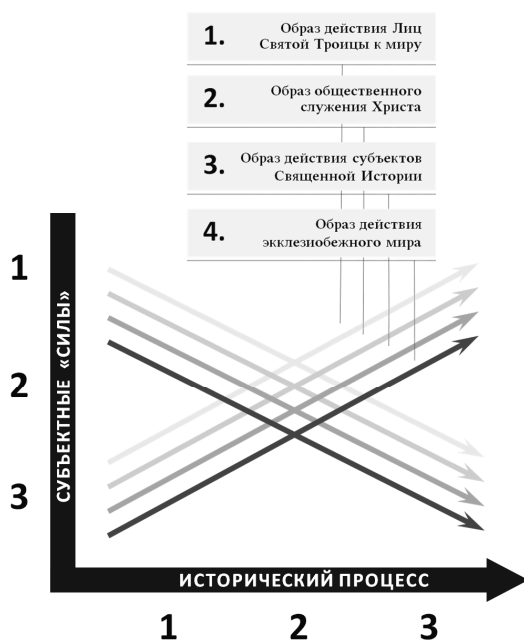 1.
Образ действия Лиц
Святой Троицы к миру
2.
Образ общественного
служения Христа
3.
Образ действия субъектов
Священной Истории
4.
Образ действия
экклезиобежного мира
СУБЪЕКТНЫЕ «СИЛЫ»
1
2
3
ИСТОРИЧЕСКИЙ ПРОЦЕСС
1 2 3